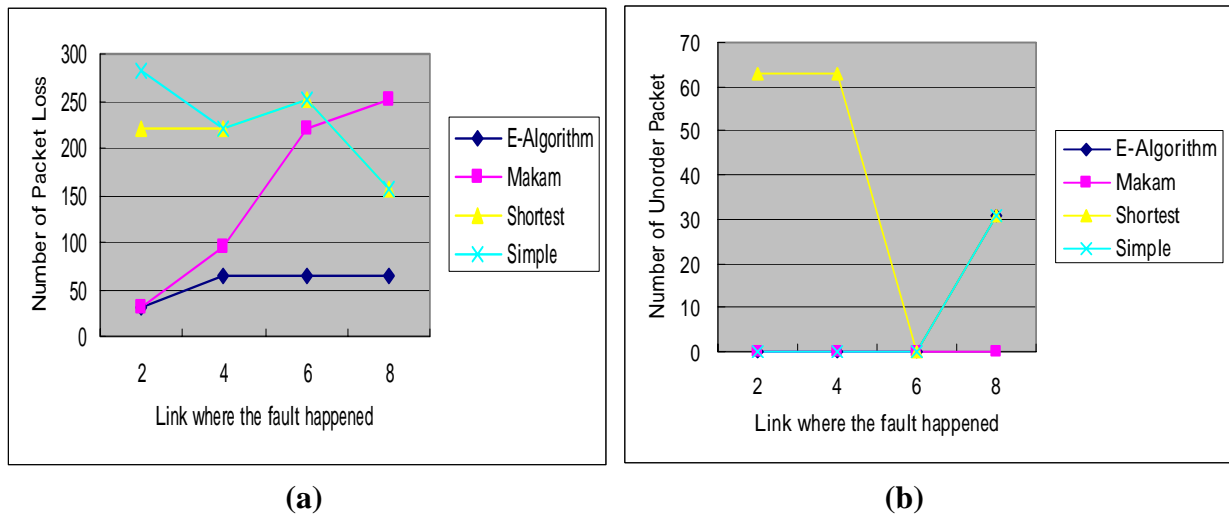 300
250
200
150
100
50
0
Number of Packet Loss
2 4 6 8
Link where the fault happened
E-Algorithm
Makam
Shortest
Simple
(a)
70
60
50
40
30
20
10
0
Number of Unorder Packet
2 4 6 8
Link where the fault happened
E-Algorithm
Makam
Shortest
Simple
(b)